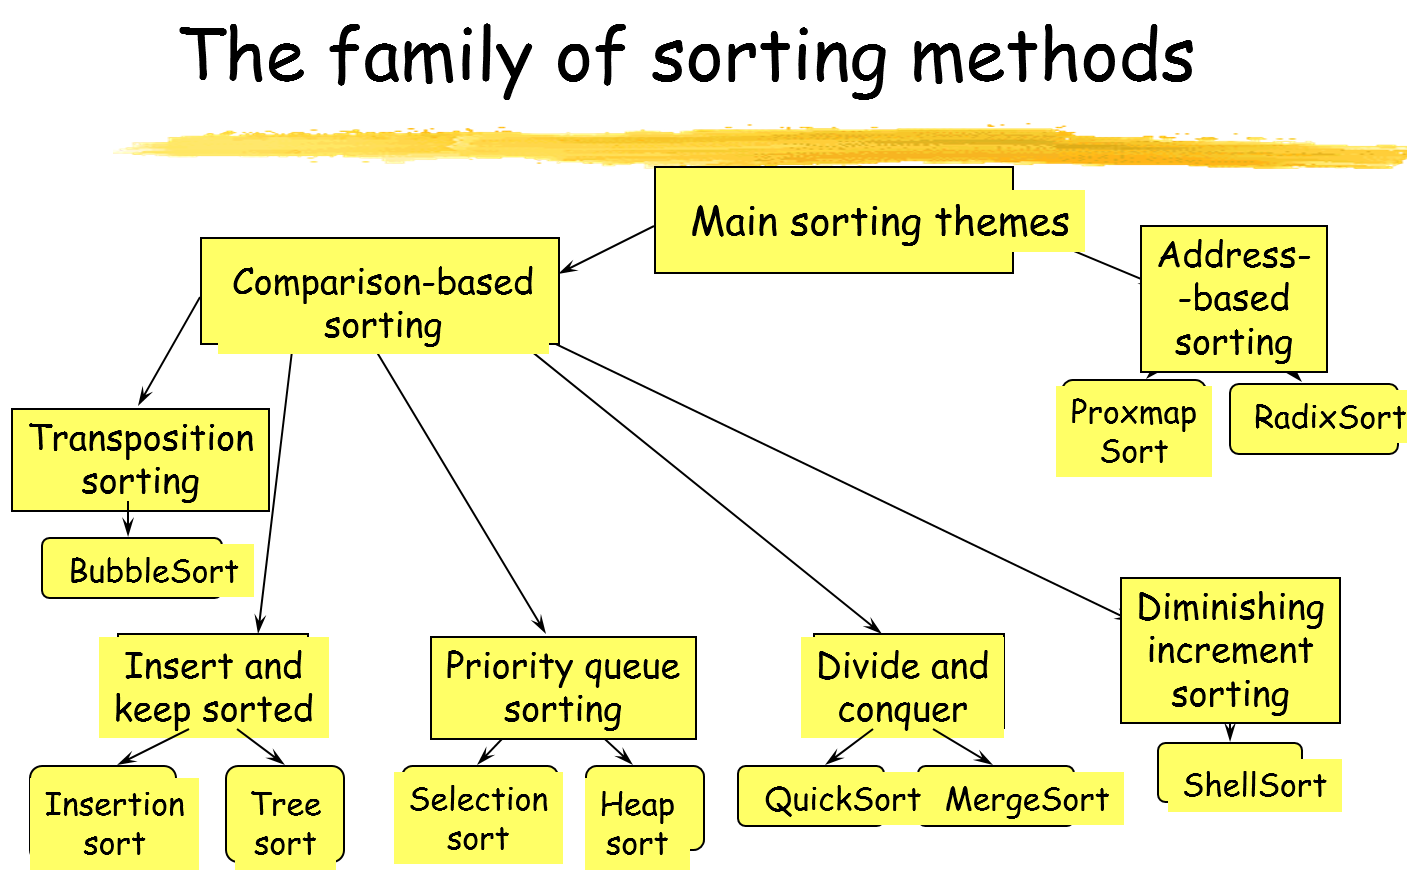 The family of sorting methods
Main sorting themes
Comparison-based
sorting
Address-
-based
sorting
Proxmap
Sort
RadixSort
Transposition
sorting
BubbleSort
Insert and
keep sorted
Priority queue
sorting
Divide and
conquer
Diminishing
increment
sorting
Insertion
sort
Tree
sort
Selection
sort
Heap
sort
QuickSort
MergeSort
ShellSort